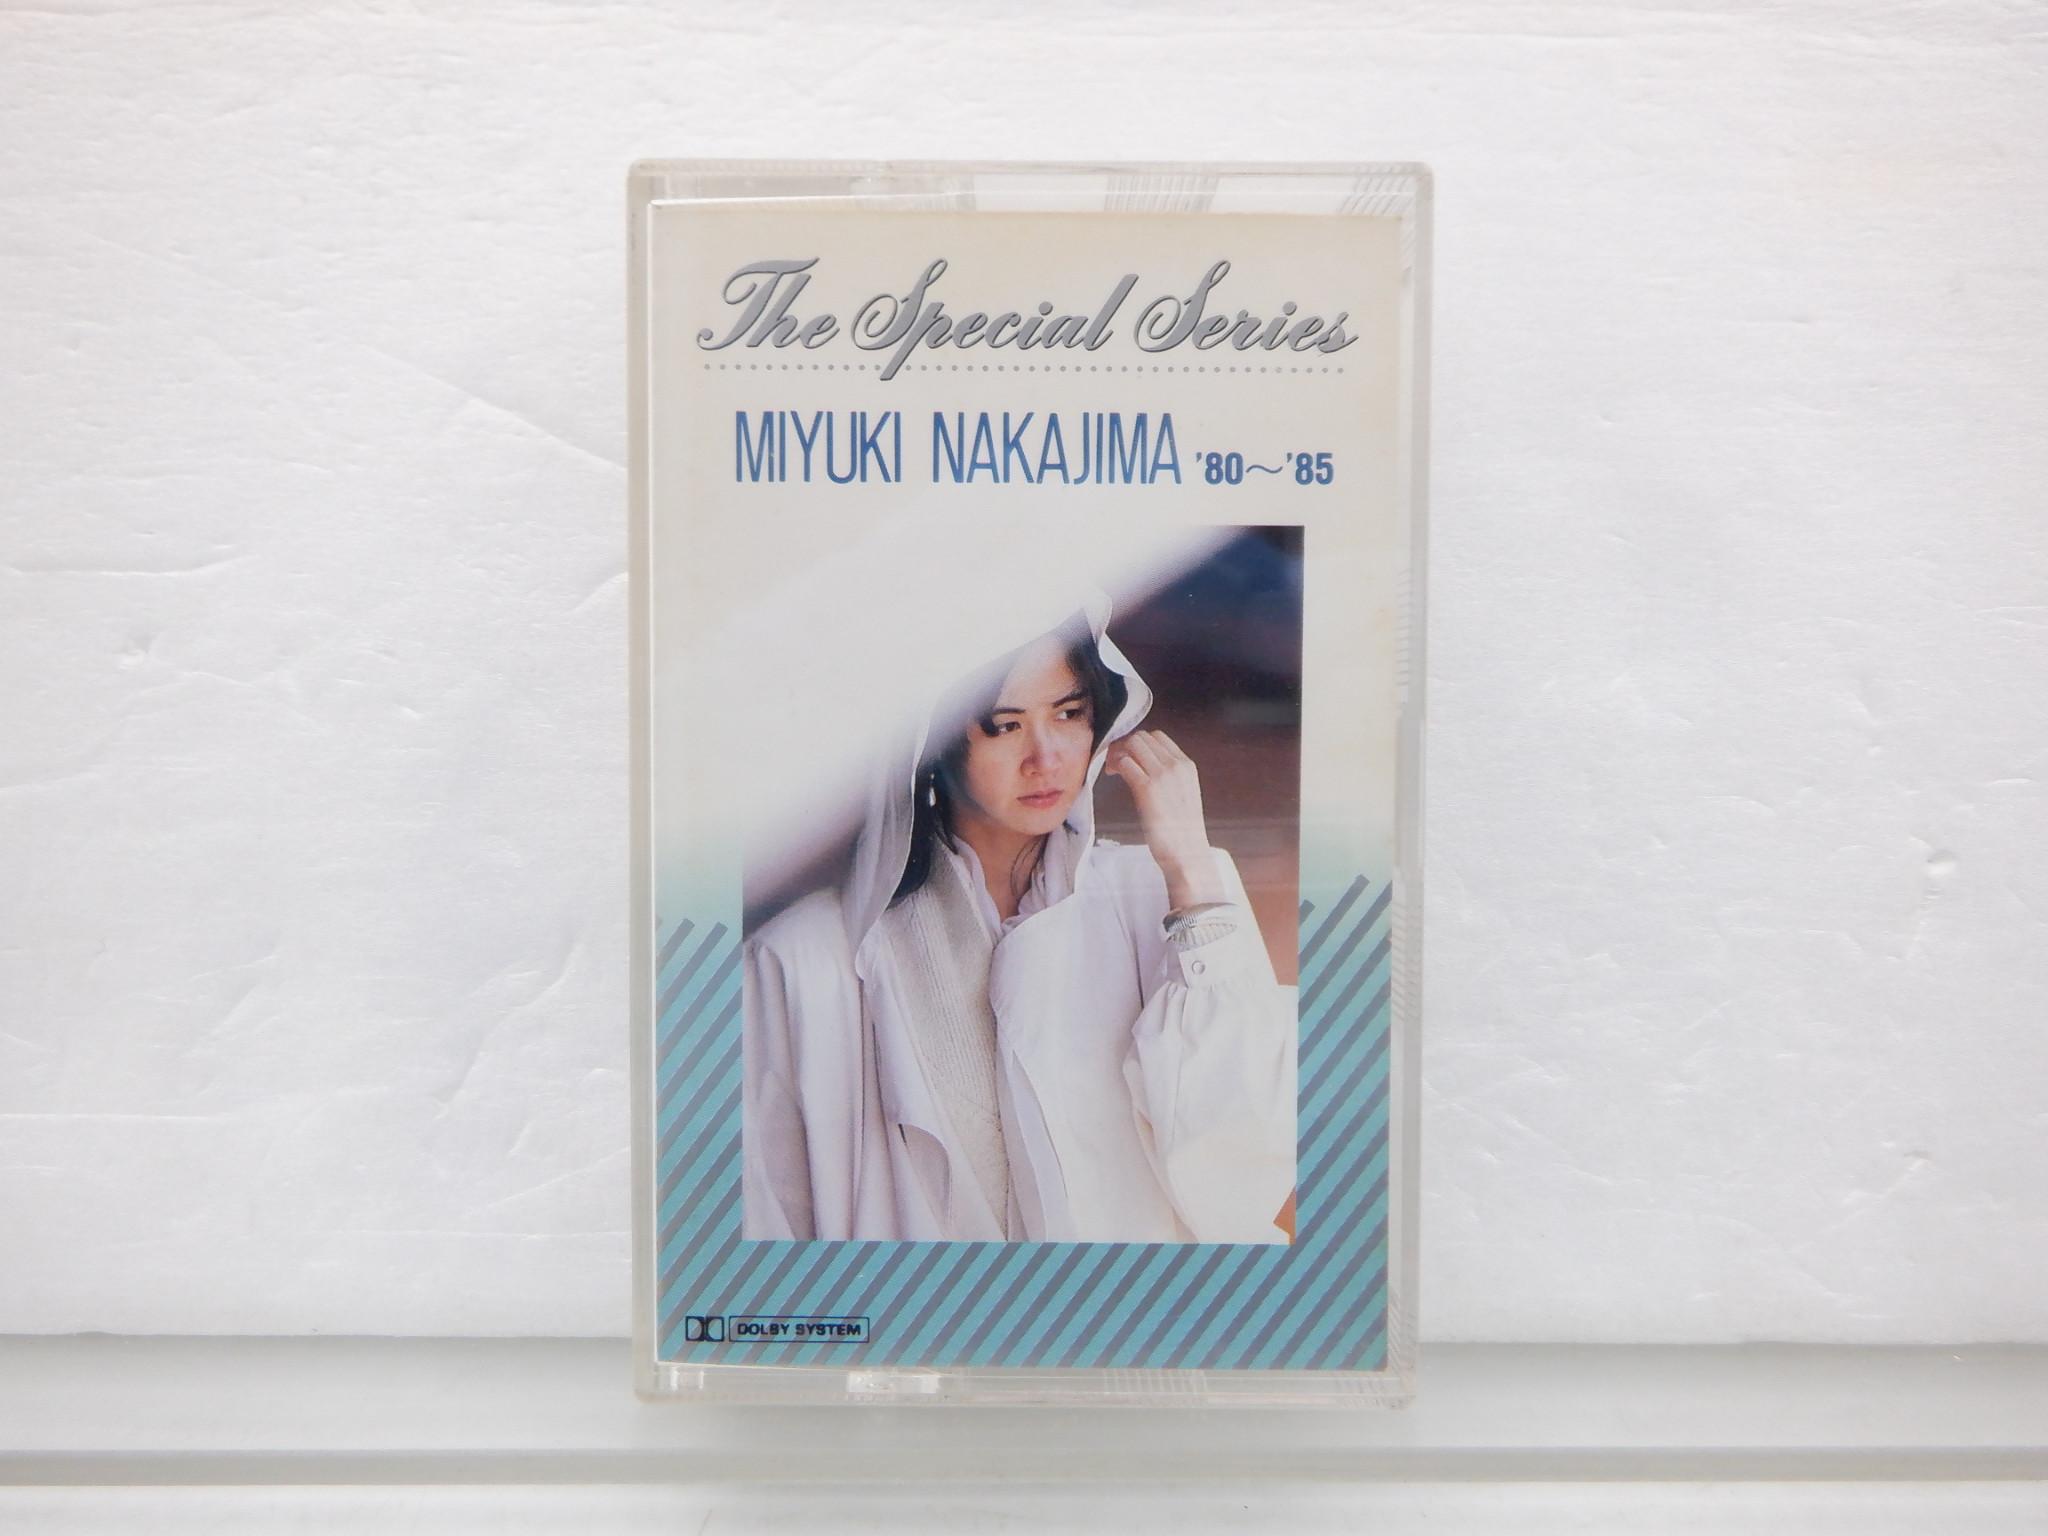 The Special Series
MIYUKI NAKAJIMA '80～'85
DOLBY SYSTEM